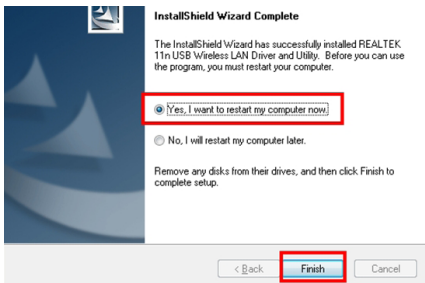 InstallShield Wizard Complete
The InstallShield Wizard has successfully installed REALTEK
11n USB Wireless LAN Driver and Utility. Before you can use
the program, you must restart your computer.
Yes, I want to restart my computer now.
No, I will restart my computer later.
Remove any disks from their drives, and then click Finish to
complete setup.
< Back Finish Cancel